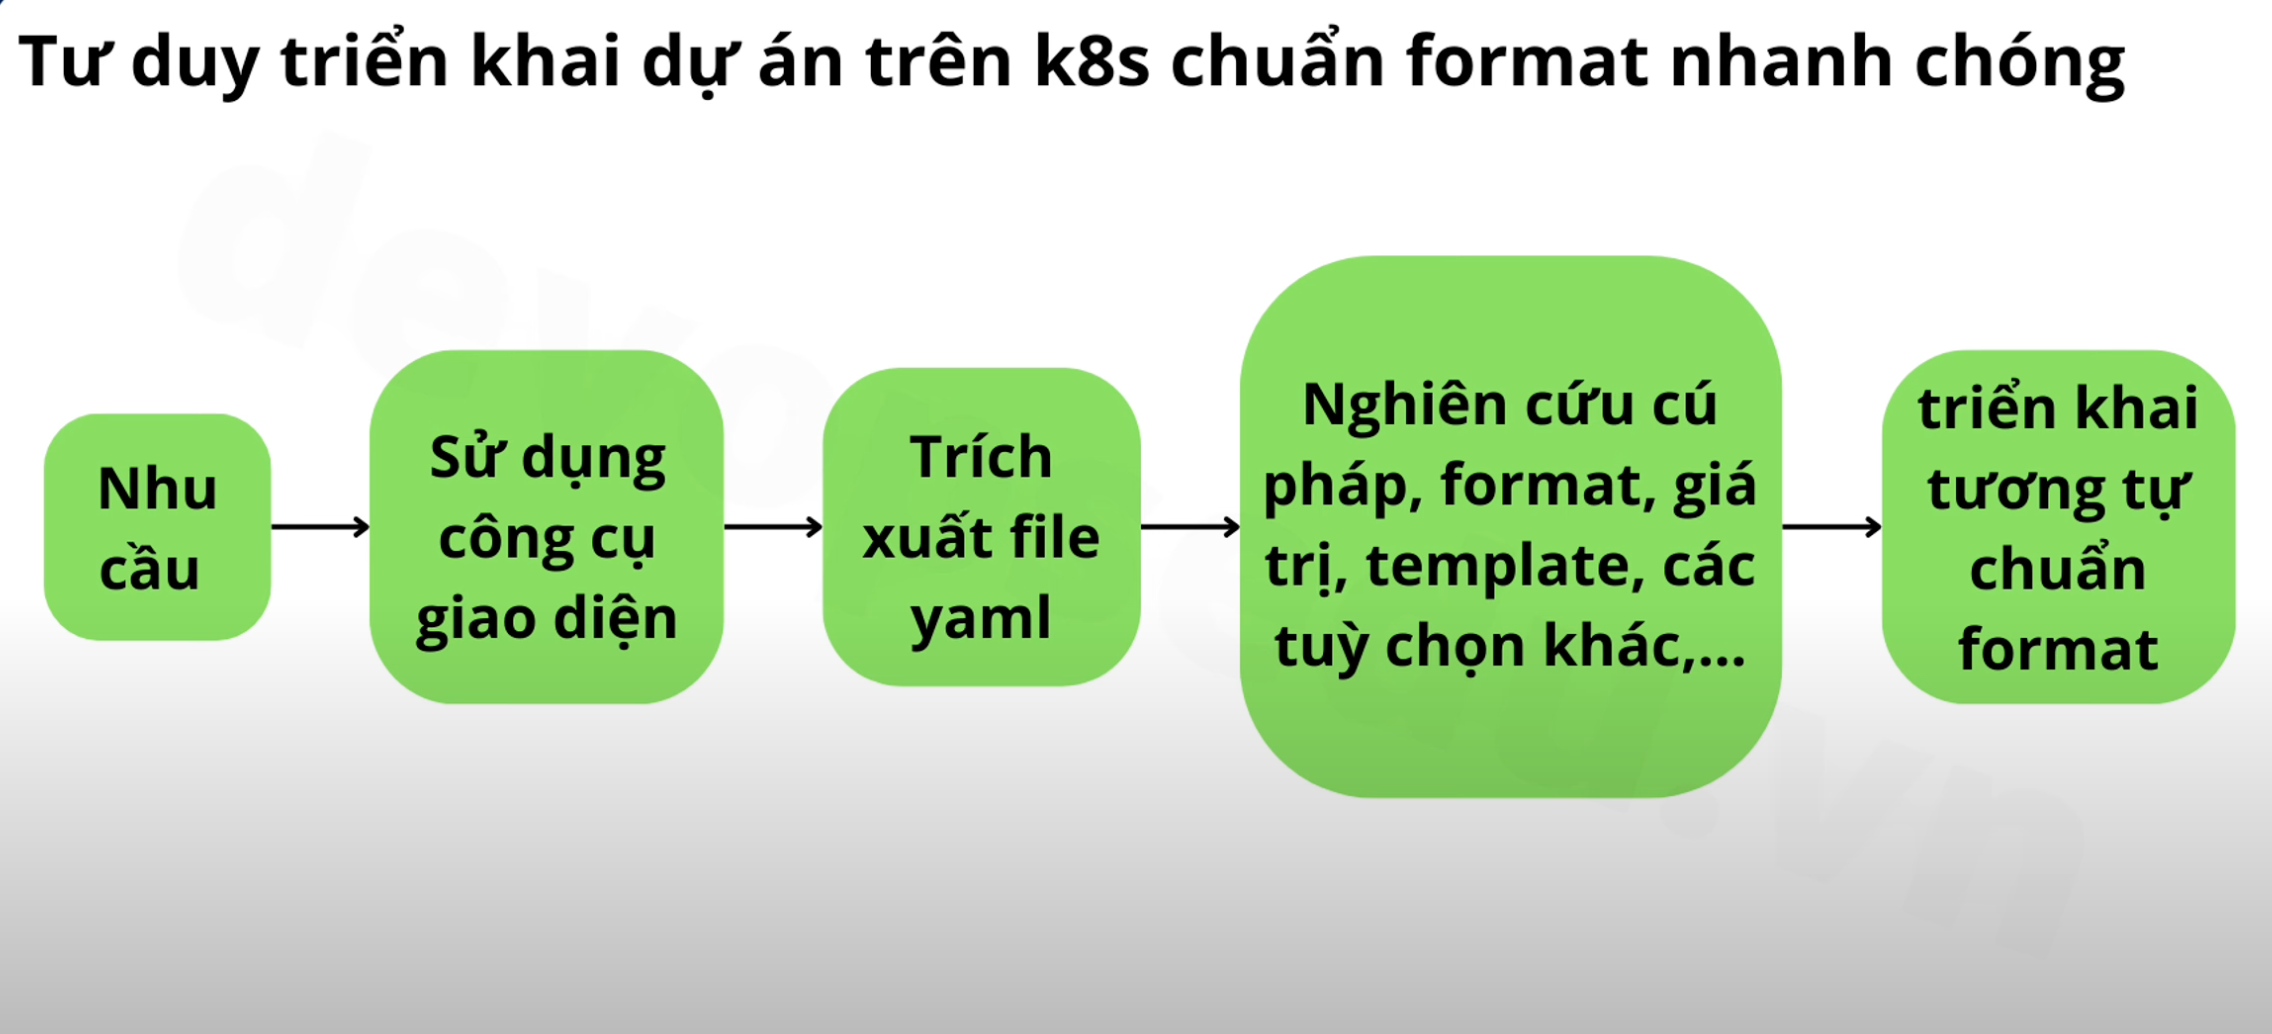 Tư duy triển khai dự án trên k8s chuẩn format nhanh chóng
Nhu
cầu
Sử dụng
công cụ
giao diện
Trích
xuất file
yaml
Nghiên cứu cú
pháp, format, giá
trị, template, các
tuỳ chọn khác,...
triển khai
tương tự
chuẩn
format